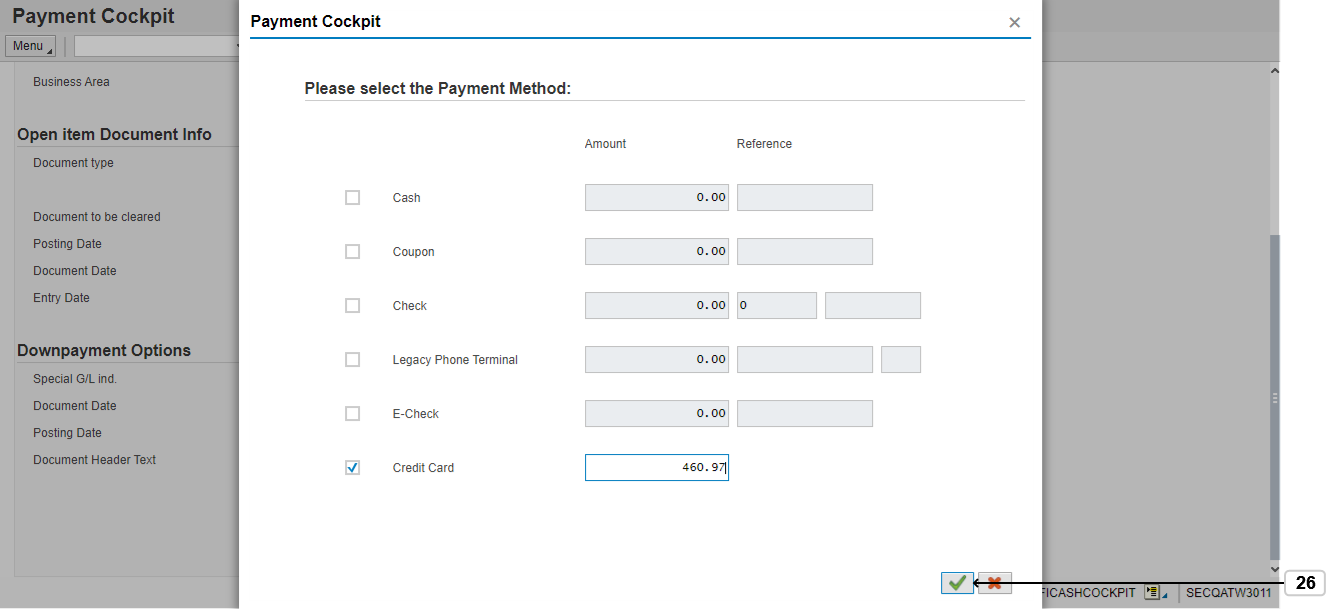 Payment Cockpit
Menu
Business Area
Open item Document Info
Document type
Document to be cleared
Posting Date
Document Date
Entry Date
Downpayment Options
Special G/L ind.
Document Date
Posting Date
Document Header Text
Payment Cockpit
Please select the Payment Method:
Amount Reference
Cash 0.00
Coupon 0.00
Check 0.00 0
Legacy Phone Terminal 0.00
E-Check 0.00
Credit Card 460.97
26
FICASHCOCKPIT SECQATW3011